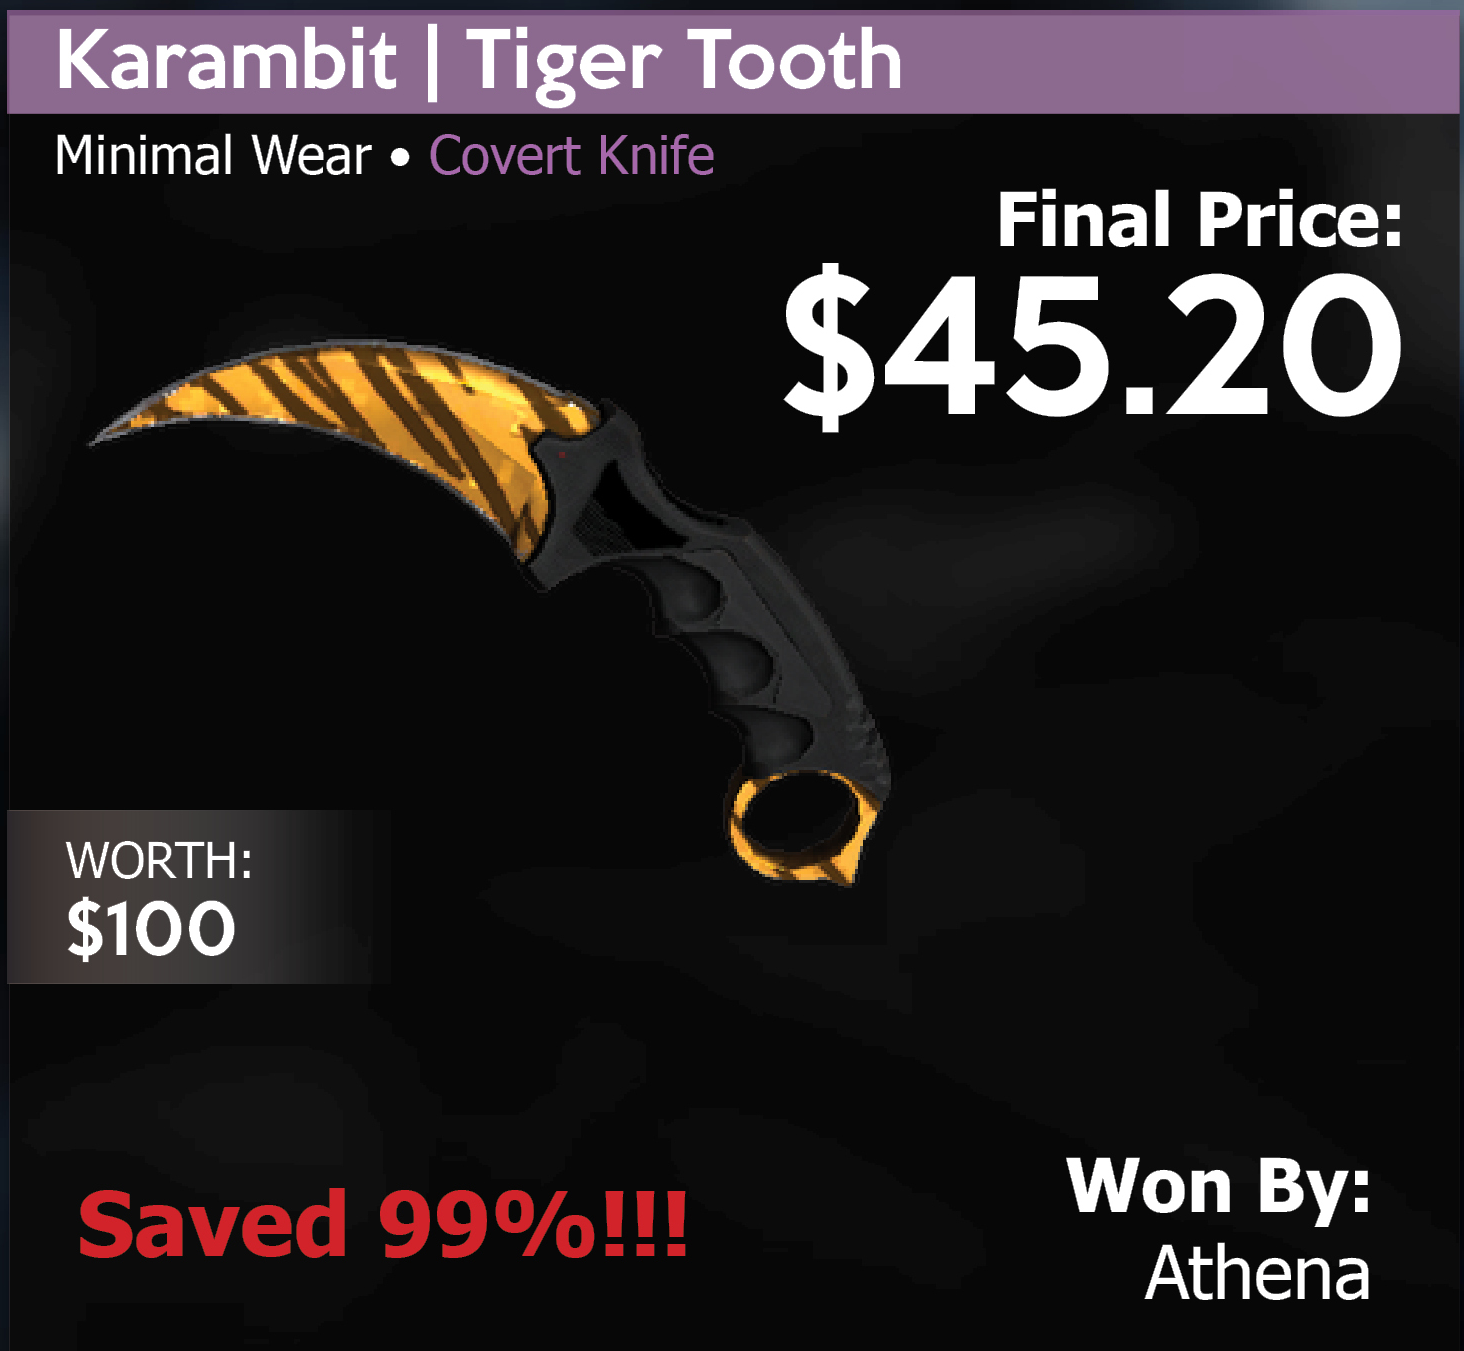 Karambit | Tiger Tooth
Minimal Wear • Covert Knife
Final Price:
$45.20
WORTH:
$100
Saved 99%!!!
Won By:
Athena